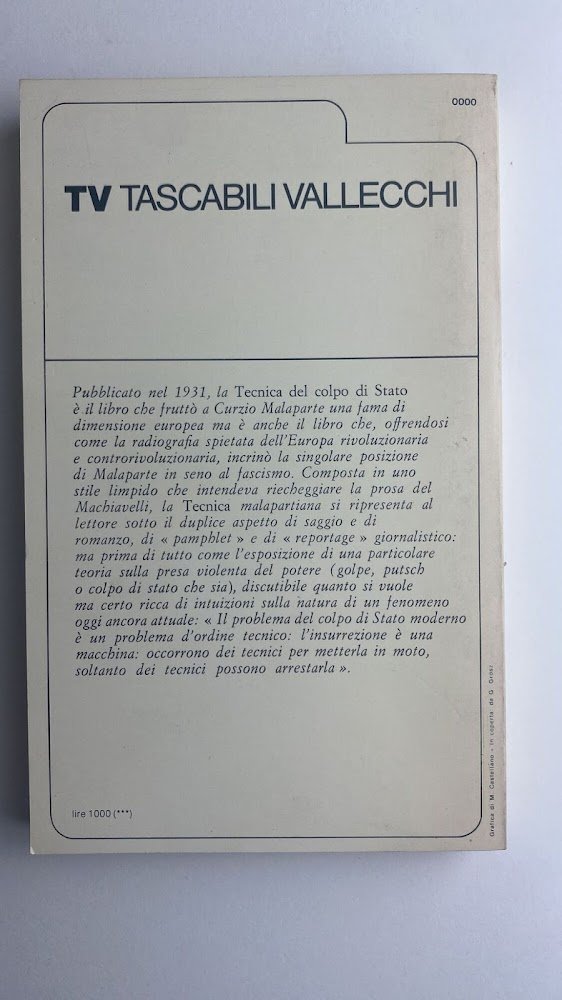 0000
TV TASCABILI VALLECCHI
Pubblicato nel 1931, la Tecnica del colpo di Stato
è il libro che fruttò a Curzio Malaparte una fama di
dimensione europea ma è anche il libro che, offrendosi
come la radiografia spietata dell'Europa rivoluzionaria
e controrivoluzionaria, incrinò la singolare posizione
di Malaparte in seno al fascismo. Composta in uno
stile limpido che intendeva riecheggiare la prosa del
Machiavelli, la Tecnica malapartiana si ripresenta al
lettore sotto il duplice aspetto di saggio e di
romanzo, di « pamphlet » e di « reportage » giornalistico:
ma prima di tutto come l'esposizione di una particolare
teoria sulla presa violenta del potere (golpe, putsch
o colpo di stato che sia), discutibile quanto si vuole
ma certo ricca di intuizioni sulla natura di un fenomeno
oggi ancora attuale: « Il problema del colpo di Stato moderno
è un problema d'ordine tecnico: l'insurrezione è una
macchina: occorrono dei tecnici per metterla in moto,
soltanto dei tecnici possono arrestarla ».
lire 1000 (***)
Grafica di M. Castellano - In coperta: da G. Grosz